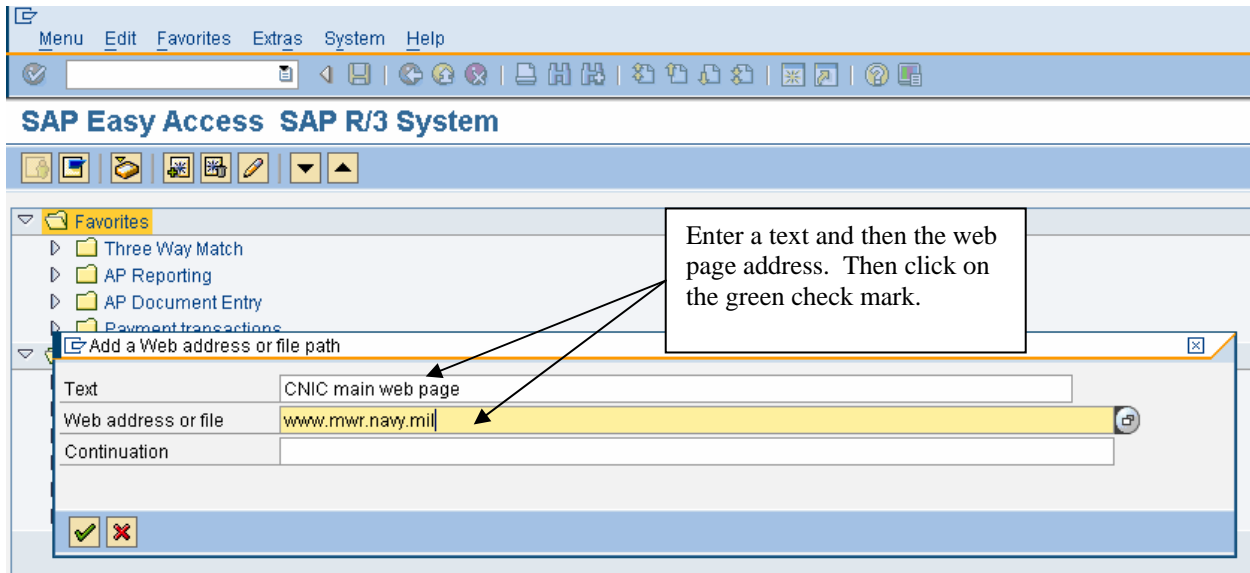 Menu Edit Favorites Extras System Help
SAP Easy Access SAP R/3 System
Favorites
Three Way Match
AP Reporting
AP Document Entry
Payment transactions
Enter a text and then the web
page address. Then click on
the green check mark.
Add a Web address or file path
Text CNIC main web page
Web address or file www.mwr.navy.mil
Continuation